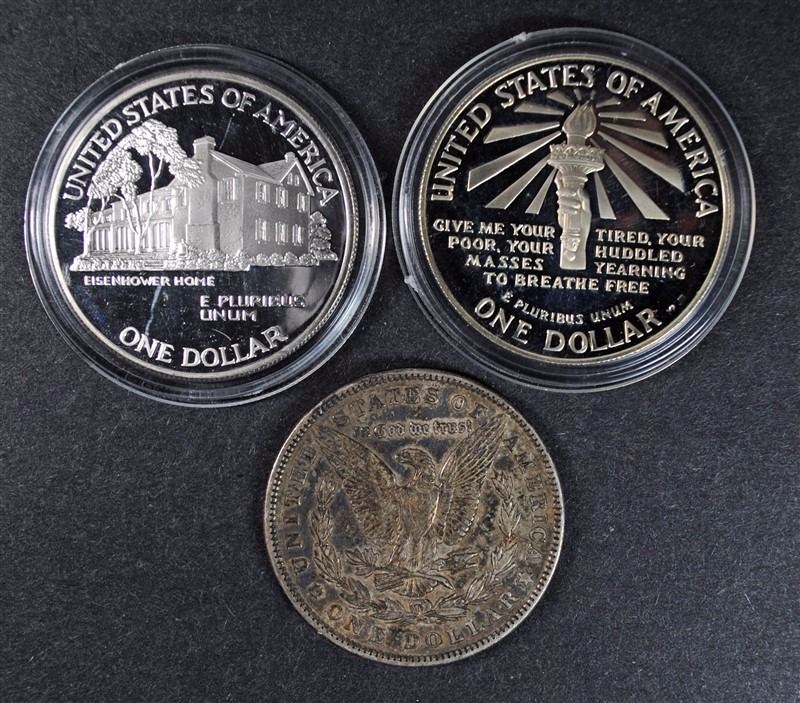 UNITED STATES OF AMERICA
EISENHOWER HOME
E PLURIBUS
UNUM
ONE DOLLAR
UNITED STATES OF AMERICA
GIVE ME YOUR TIRED, YOUR
POOR, YOUR HUDDLED
MASSES YEARNING
TO BREATHE FREE
E PLURIBUS UNUM
ONE DOLLAR
UNITED STATES OF AMERICA
In God we trust
ONE DOLLAR